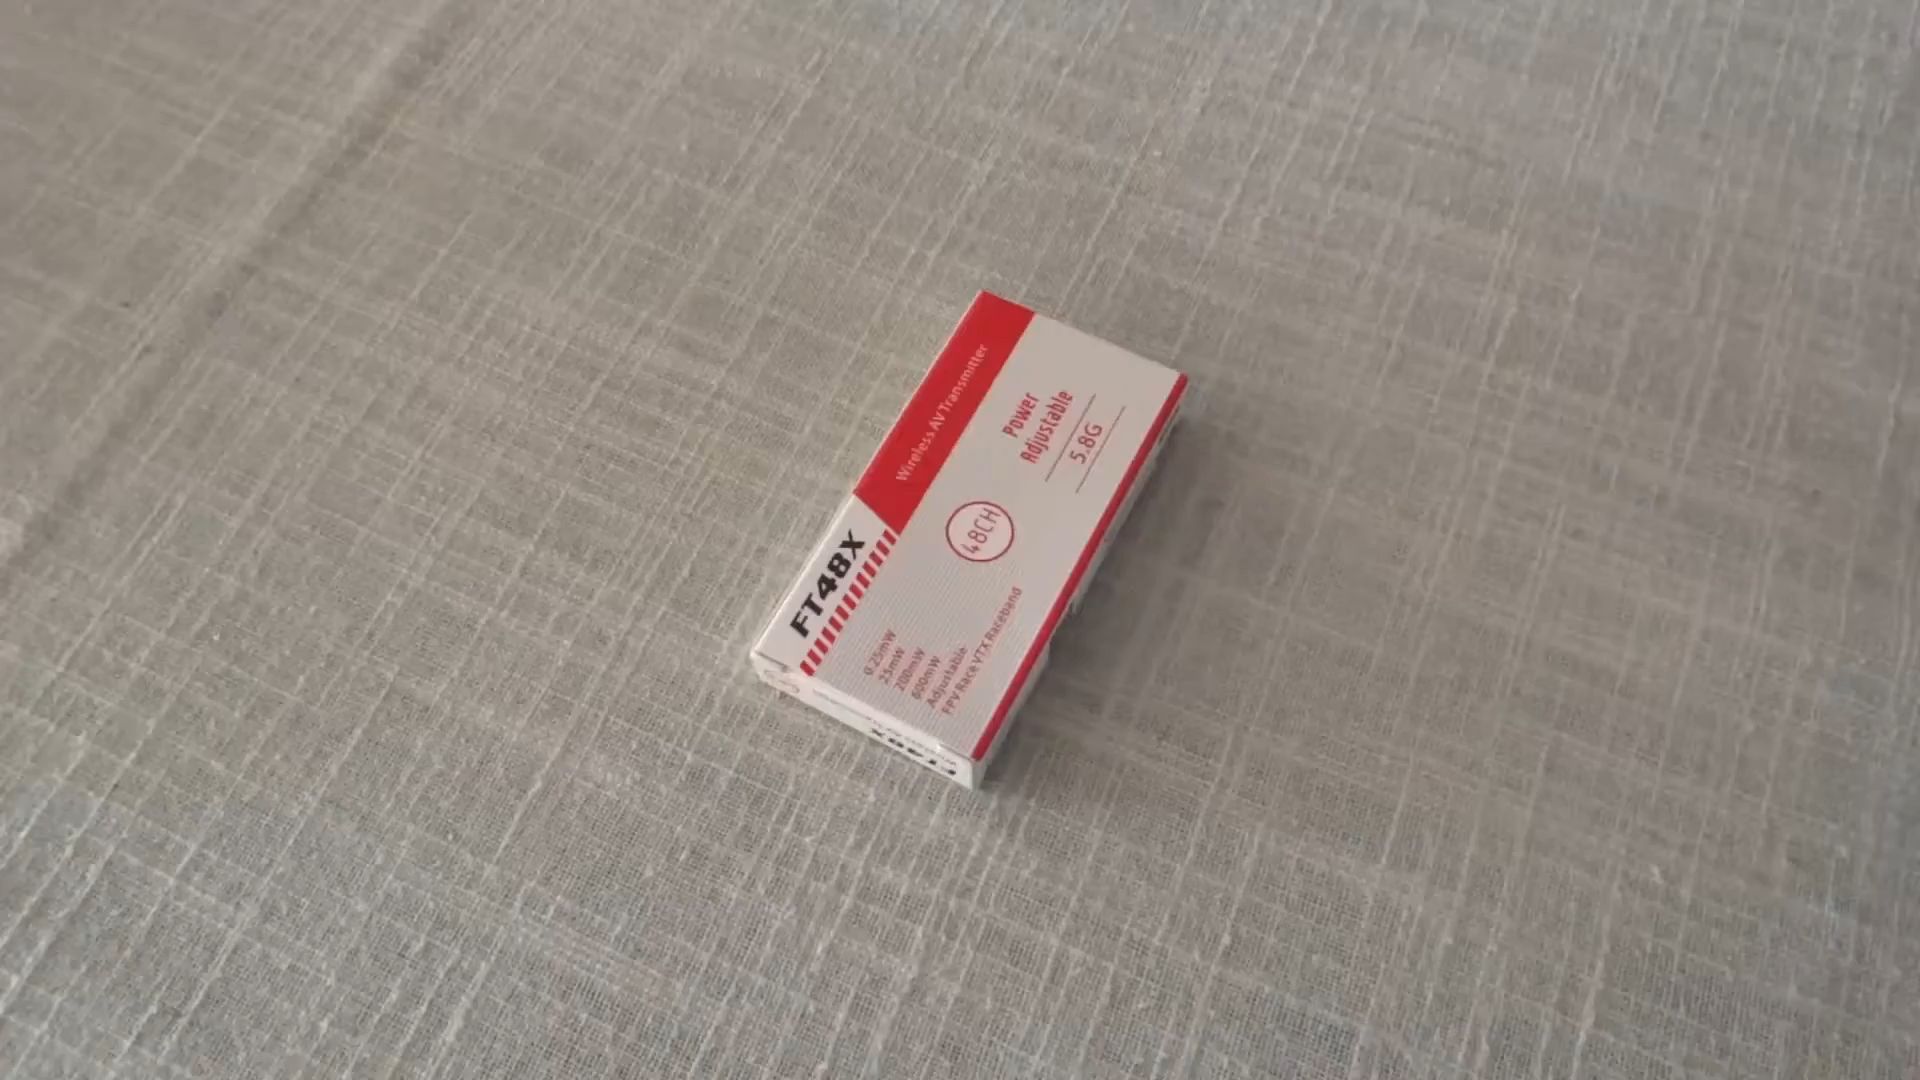 FT48X
Wireless AV Transmitter
Power
Adjustable
5.8G
48CH
0.25mW
25mW
200mW
600mW
Adjustable
FPV Race VTX Raceband
FT48X